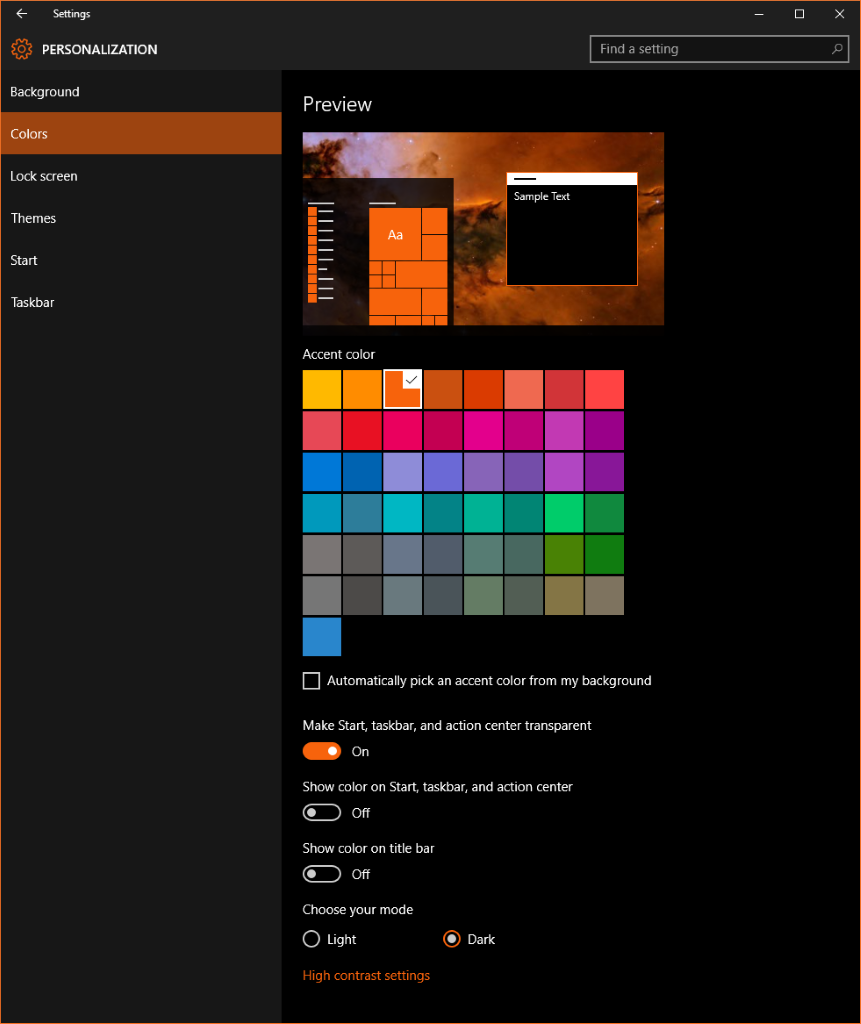 Settings
PERSONALIZATION
Find a setting
Background
Colors
Lock screen
Themes
Start
Taskbar
Preview
Aa
Sample Text
Accent color
Automatically pick an accent color from my background
Make Start, taskbar, and action center transparent
On
Show color on Start, taskbar, and action center
Off
Show color on title bar
Off
Choose your mode
Light
Dark
High contrast settings